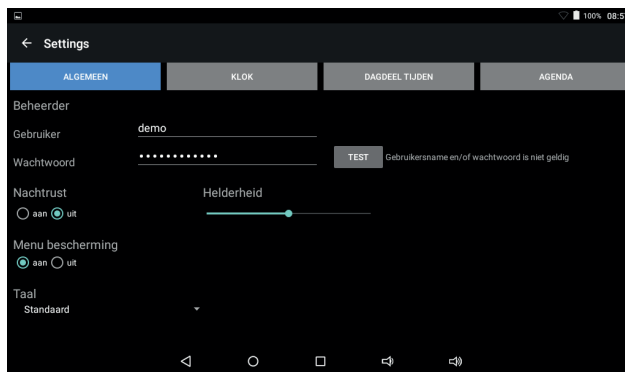 100% 08:5
Settings
ALGEMEEN KLOK DAGDEEL TIJDEN AGENDA
Beheerder
Gebruiker demo
Wachtwoord ••••••••••••
TEST Gebruikersname en/of wachtwoord is niet geldig
Nachtrust Helderheid
aan uit
Menu bescherming
aan uit
Taal
Standaard